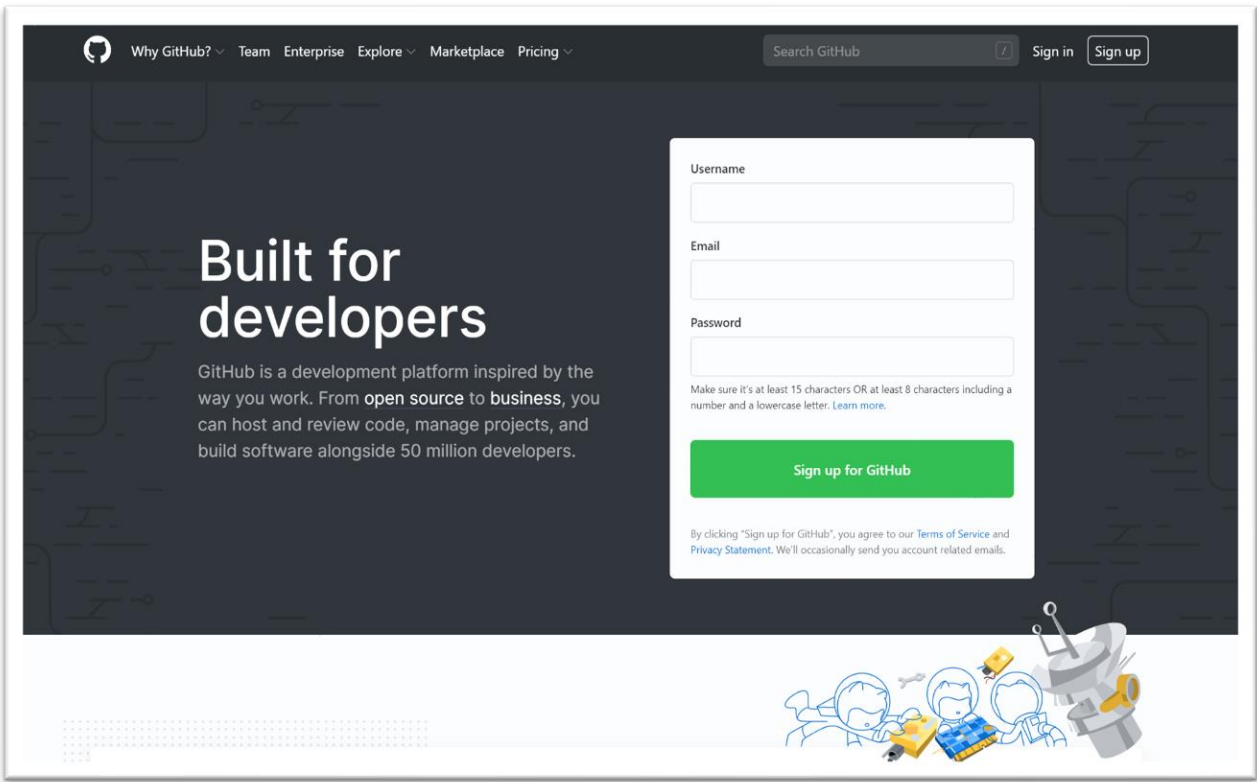 Why GitHub? Team Enterprise Explore Marketplace Pricing Search GitHub / Sign in Sign up
Built for
developers
GitHub is a development platform inspired by the
way you work. From open source to business, you
can host and review code, manage projects, and
build software alongside 50 million developers.
Username
Email
Password
Make sure it's at least 15 characters OR at least 8 characters including a
number and a lowercase letter. Learn more.
Sign up for GitHub
By clicking "Sign up for GitHub", you agree to our Terms of Service and
Privacy Statement. We'll occasionally send you account related emails.